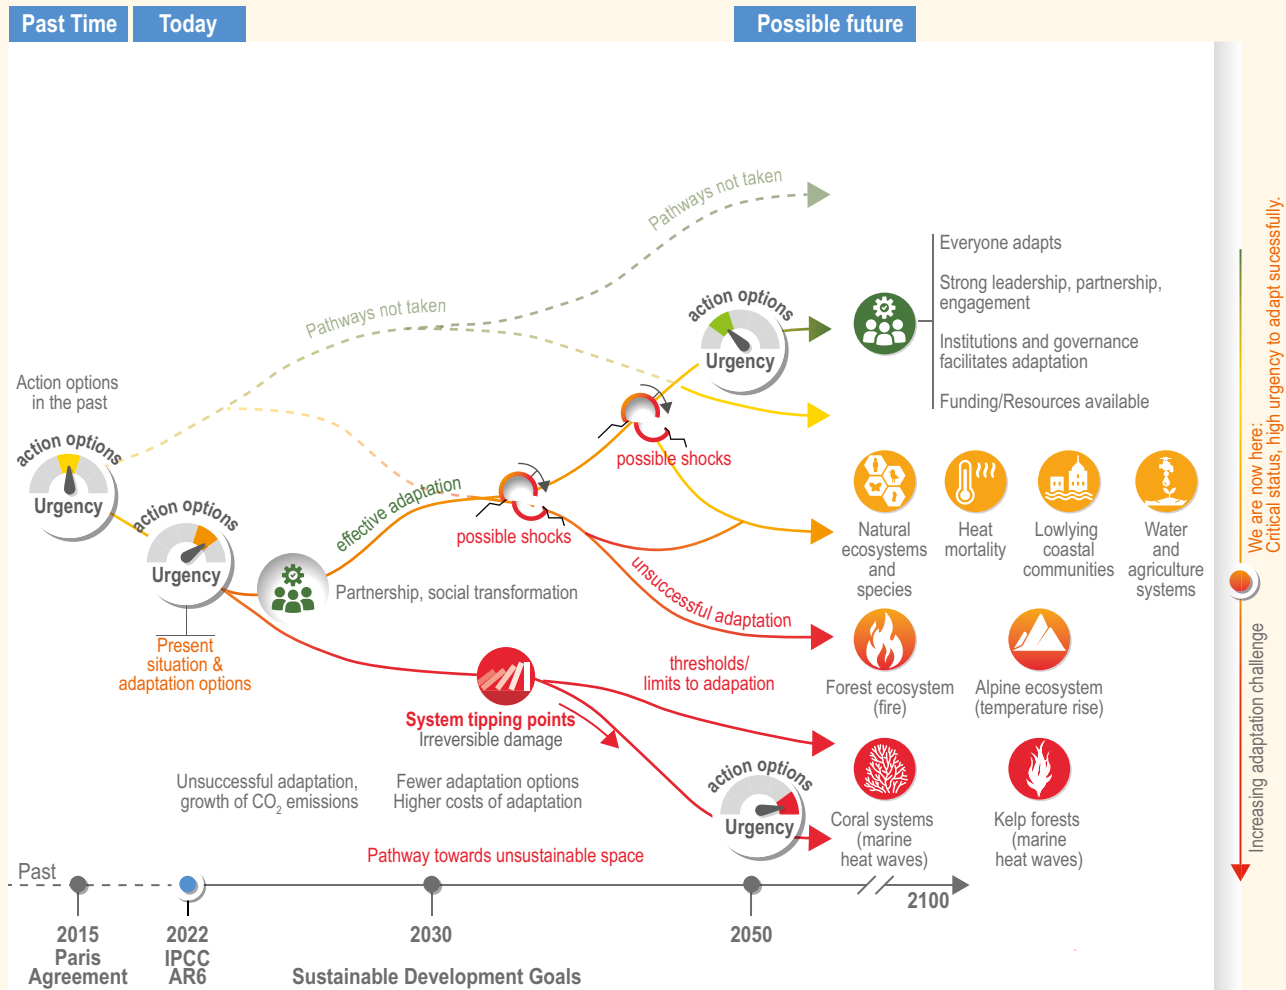 Past Time
Today
Possible future
Pathways not taken
Pathways not taken
Action options
in the past
action options
Urgency
action options
Urgency
Present
situation &
adaptation options
effective adaptation
Partnership, social transformation
possible shocks
possible shocks
action options
Urgency
Everyone adapts
Strong leadership, partnership,
engagement
Institutions and governance
facilitates adaptation
Funding/Resources available
Natural
ecosystems
and
species
Heat
mortality
Lowlying
coastal
communities
Water
and
agriculture
systems
unsuccessful adaptation
thresholds/
limits to adapation
Forest ecosystem
(fire)
Alpine ecosystem
(temperature rise)
System tipping points
Irreversible damage
Unsuccessful adaptation,
growth of CO2 emissions
Fewer adaptation options
Higher costs of adaptation
action options
Urgency
Coral systems
(marine
heat waves)
Kelp forests
(marine
heat waves)
Pathway towards unsustainable space
We are now here:
Critical status, high urgency to adapt sucessfully.
Increasing adaptation challenge
Past
2015
Paris
Agreement
2022
IPCC
AR6
2030
Sustainable Development Goals
2050
2100